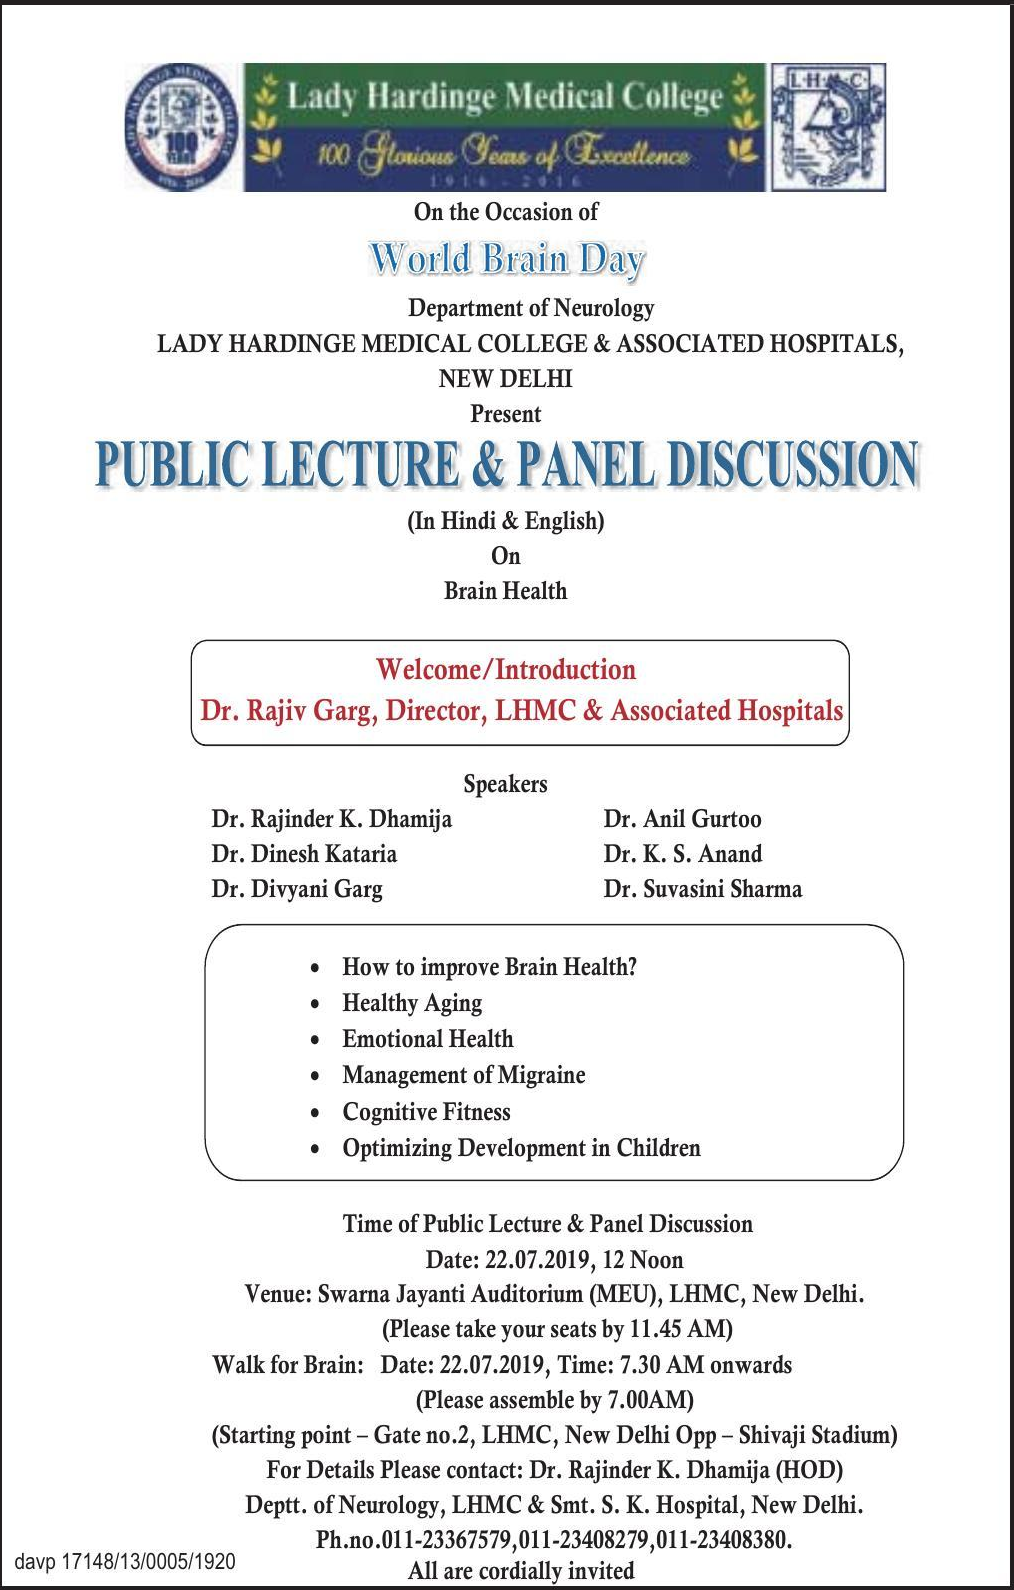 LADY HARDINGE MEDICAL COLLEGE
100
YEARS
Lady Hardinge Medical College
100 Glorious Years of Excellence
1916 - 2016
L·H·M·C
On the Occasion of
World Brain Day
Department of Neurology
LADY HARDINGE MEDICAL COLLEGE & ASSOCIATED HOSPITALS,
NEW DELHI
Present
PUBLIC LECTURE & PANEL DISCUSSION
(In Hindi & English)
On
Brain Health
Welcome/Introduction
Dr. Rajiv Garg, Director, LHMC & Associated Hospitals
Speakers
Dr. Rajinder K. Dhamija Dr. Anil Gurtoo
Dr. Dinesh Kataria Dr. K. S. Anand
Dr. Divyani Garg Dr. Suvasini Sharma
• How to improve Brain Health?
• Healthy Aging
• Emotional Health
• Management of Migraine
• Cognitive Fitness
• Optimizing Development in Children
Time of Public Lecture & Panel Discussion
Date: 22.07.2019, 12 Noon
Venue: Swarna Jayanti Auditorium (MEU), LHMC, New Delhi.
(Please take your seats by 11.45 AM)
Walk for Brain: Date: 22.07.2019, Time: 7.30 AM onwards
(Please assemble by 7.00AM)
(Starting point – Gate no.2, LHMC, New Delhi Opp – Shivaji Stadium)
For Details Please contact: Dr. Rajinder K. Dhamija (HOD)
Deptt. of Neurology, LHMC & Smt. S. K. Hospital, New Delhi.
Ph.no.011-23367579,011-23408279,011-23408380.
All are cordially invited
davp 17148/13/0005/1920